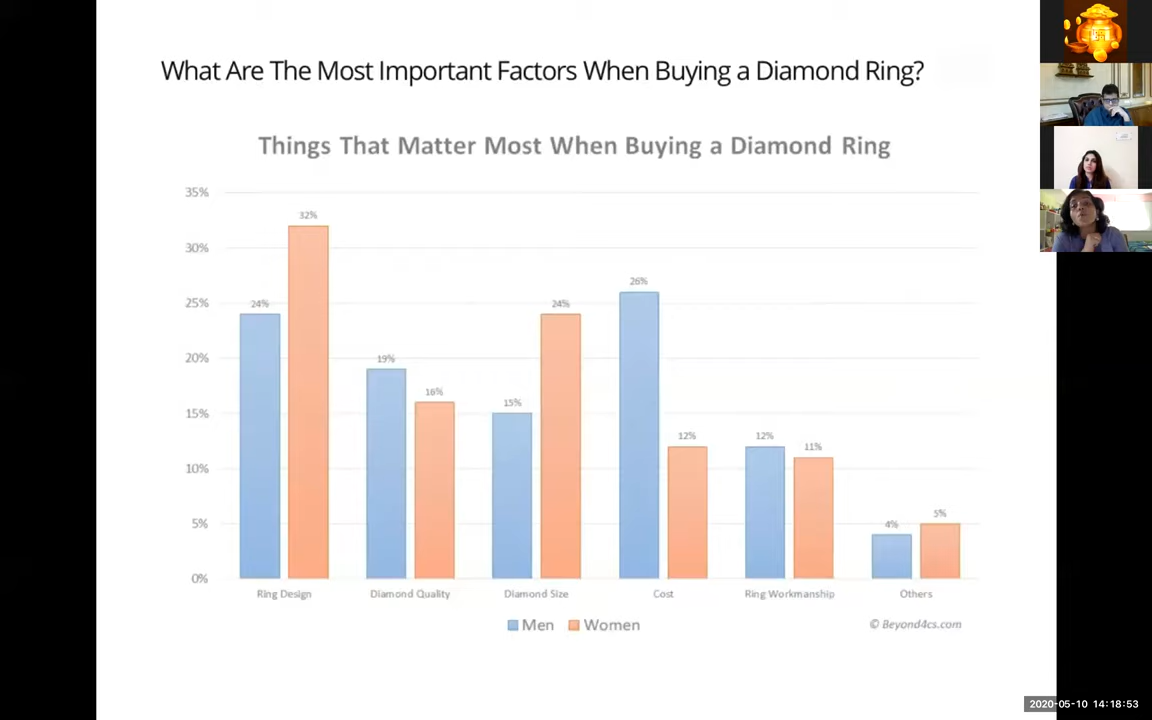 What Are The Most Important Factors When Buying a Diamond Ring?
Things That Matter Most When Buying a Diamond Ring
35%
30%
25%
20%
15%
10%
5%
0%
24%
32%
19%
16%
15%
24%
26%
12%
12%
11%
4%
5%
Ring Design
Diamond Quality
Diamond Size
Cost
Ring Workmanship
Others
Men
Women
© Beyond4cs.com
2020-05-10 14:18:53